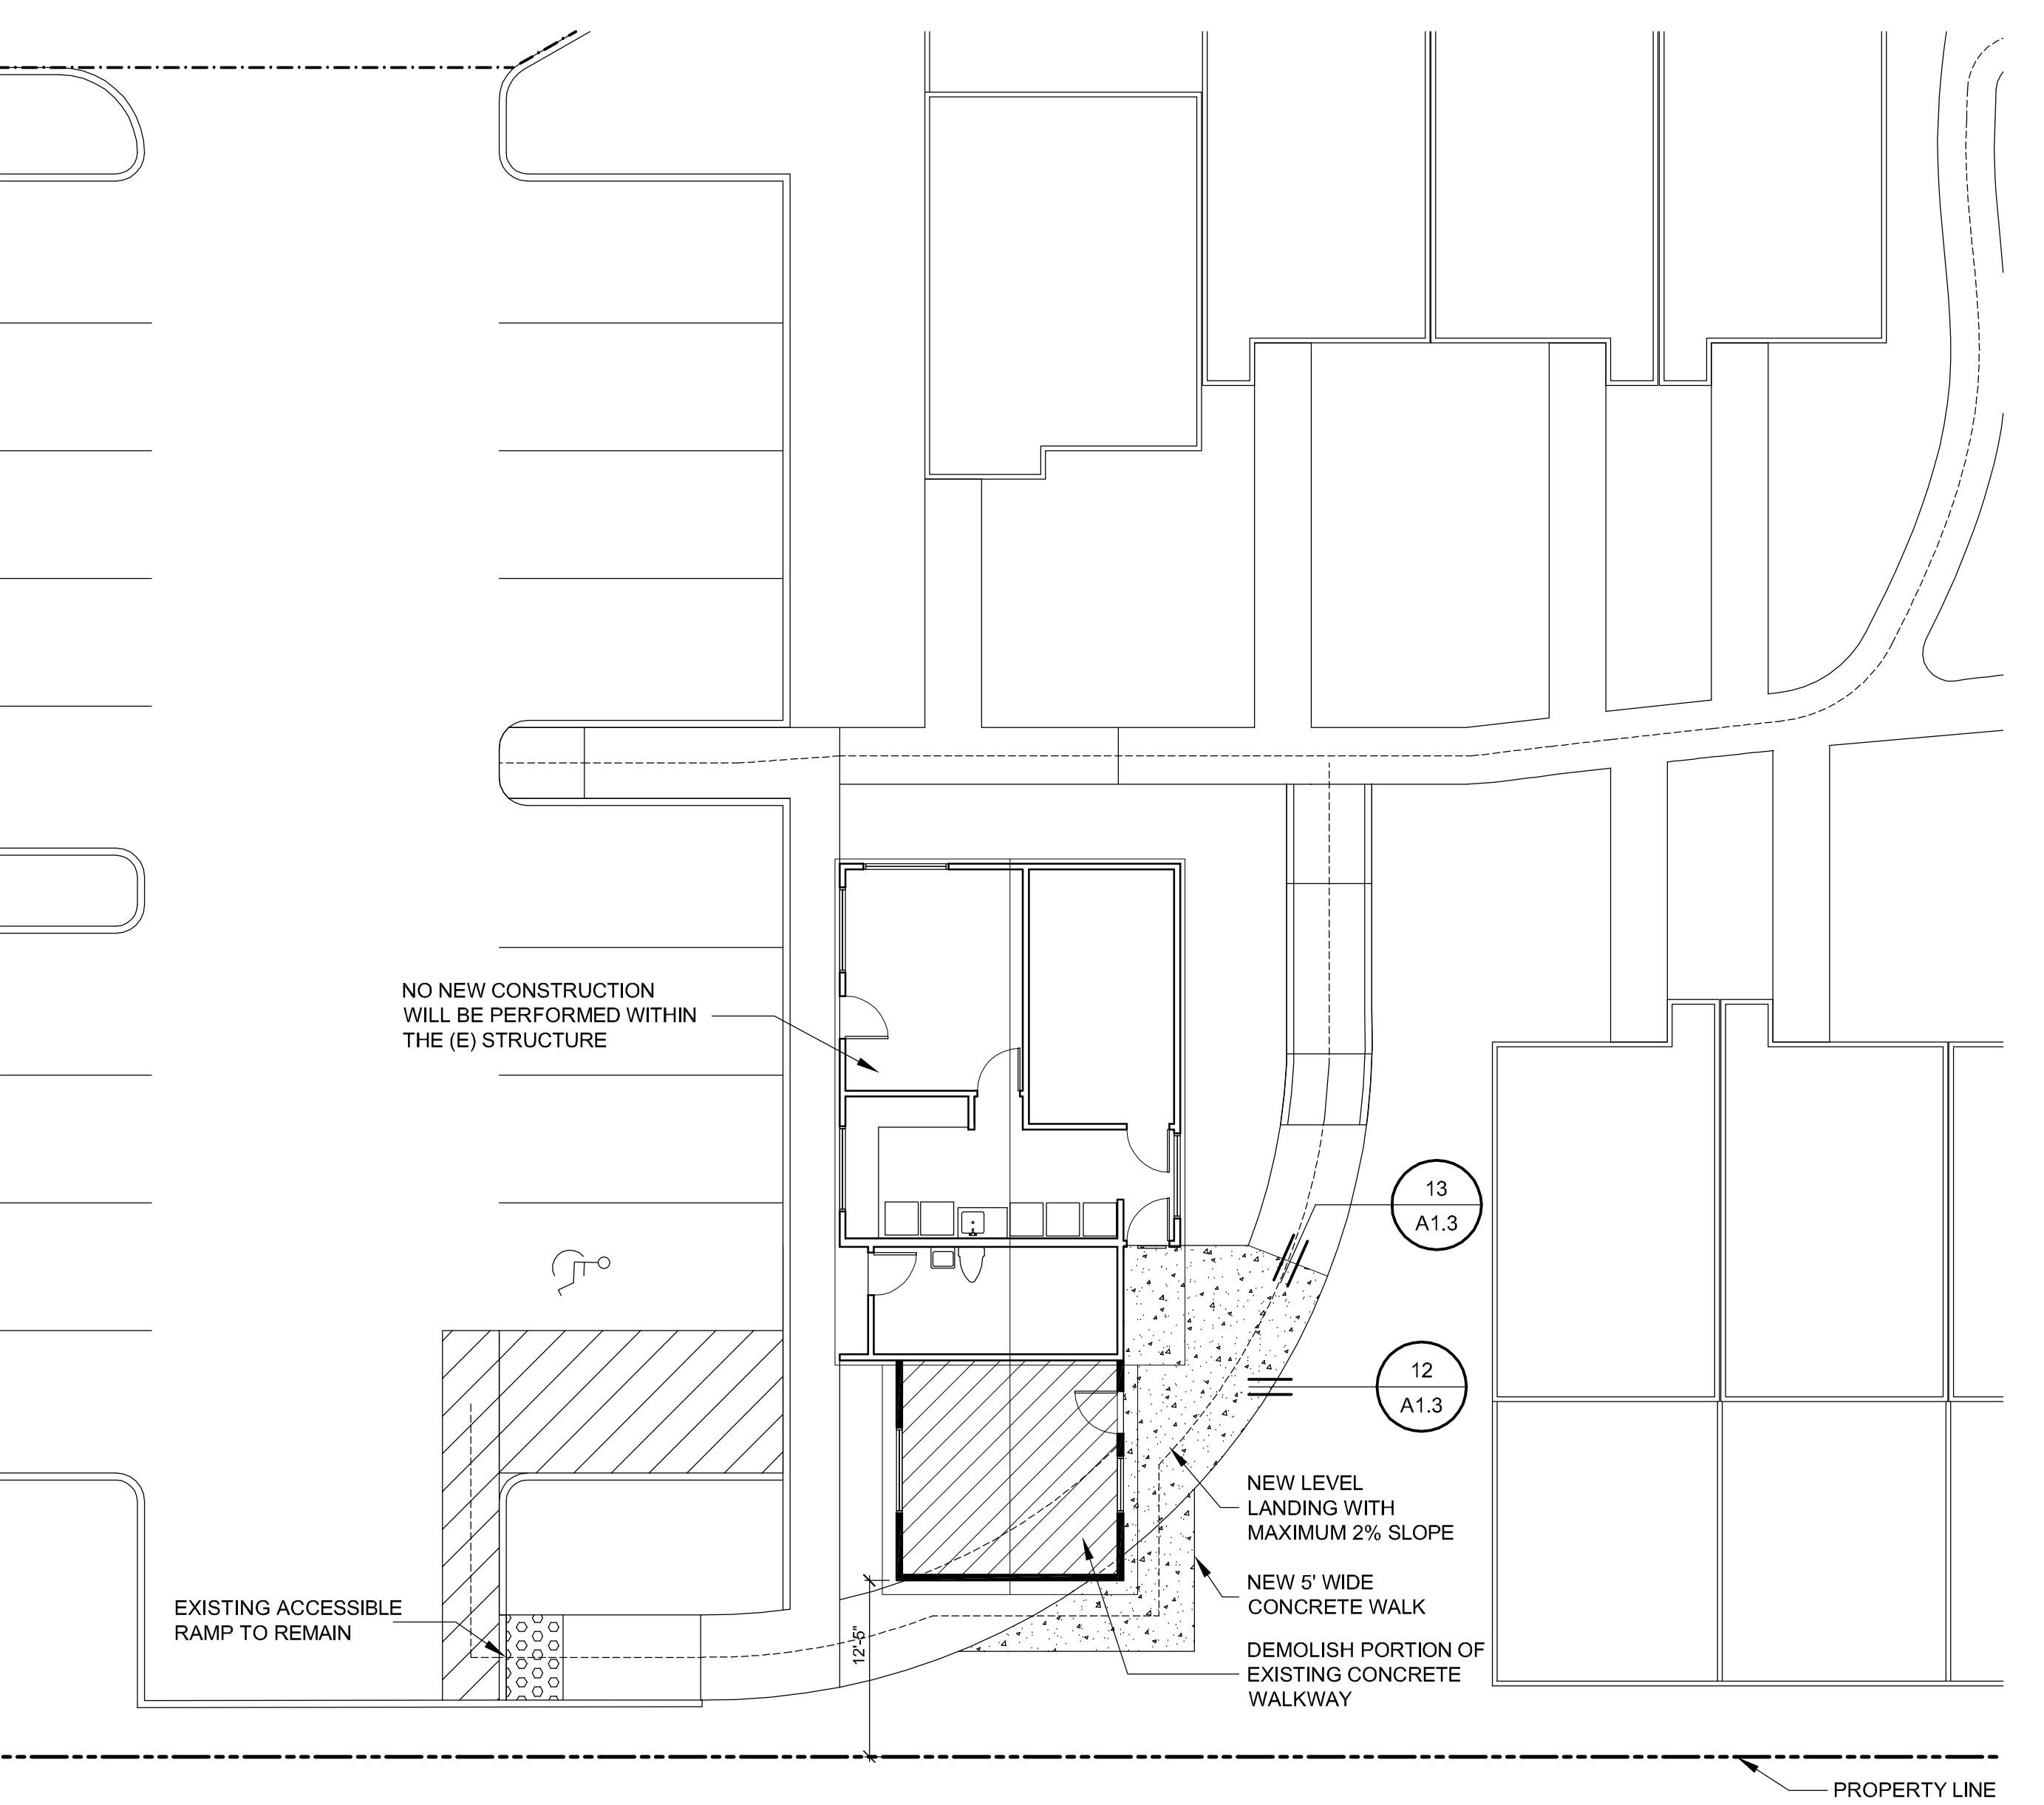 NO NEW CONSTRUCTION
WILL BE PERFORMED WITHIN
THE (E) STRUCTURE
13
A1.3
12
A1.3
NEW LEVEL
LANDING WITH
MAXIMUM 2% SLOPE
NEW 5' WIDE
CONCRETE WALK
EXISTING ACCESSIBLE
RAMP TO REMAIN
12'-5"
DEMOLISH PORTION OF
EXISTING CONCRETE
WALKWAY
PROPERTY LINE